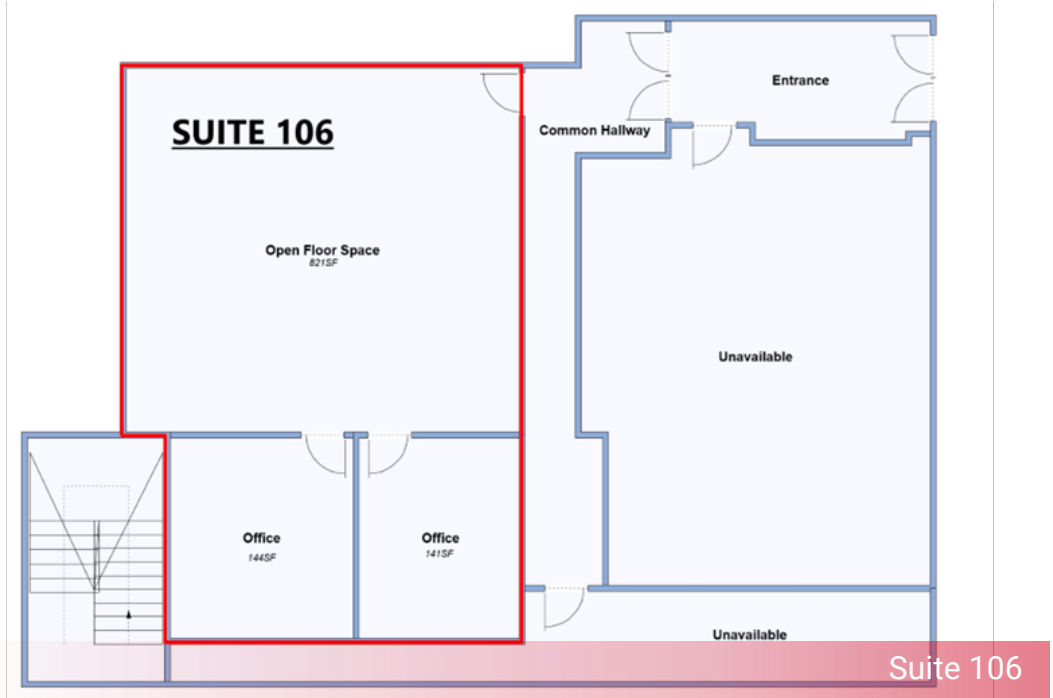 Entrance
SUITE 106
Common Hallway
Open Floor Space
821SF
Unavailable
Office
144SF
Office
141SF
Unavailable
Suite 106